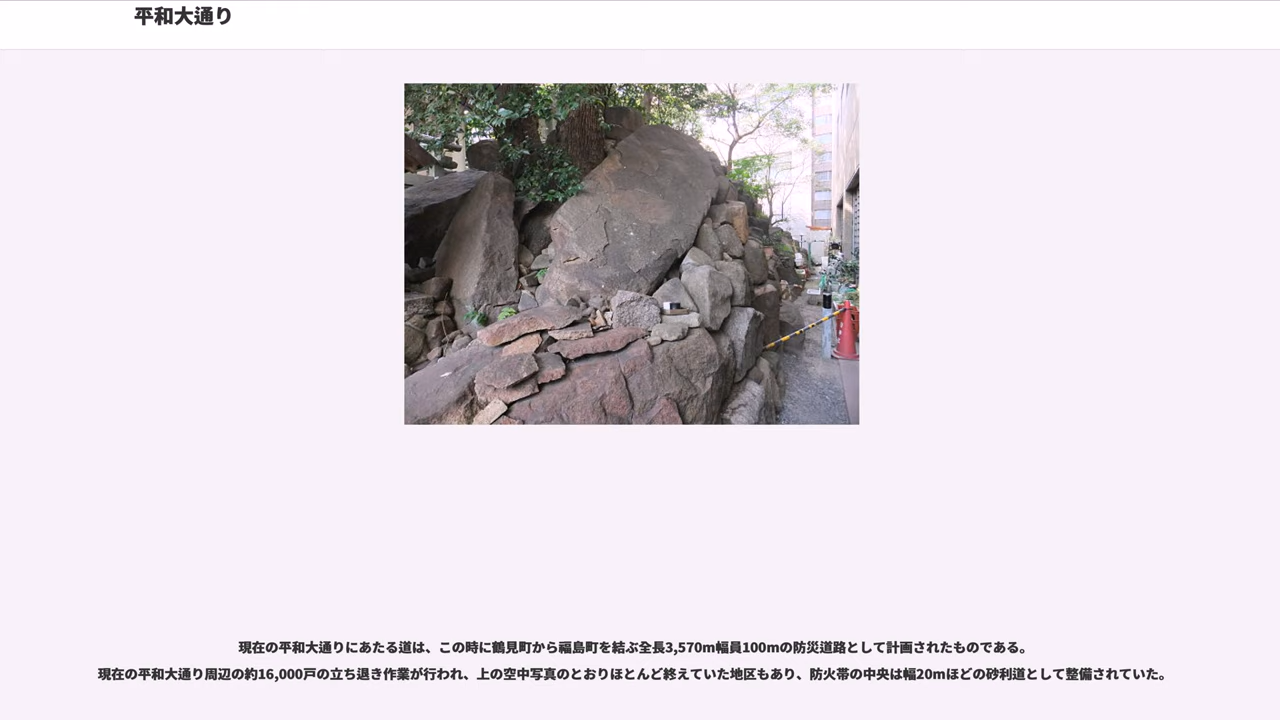 平和大通り
現在の平和大通りにあたる道は、この時に鶴見町から福島町を結ぶ全長3,570m幅員100mの防災道路として計画されたものである。
現在の平和大通り周辺の約16,000戸の立ち退き作業が行われ、上の空中写真のとおりほとんど終えていた地区もあり、防火帯の中央は幅20mほどの砂利道として整備されていた。